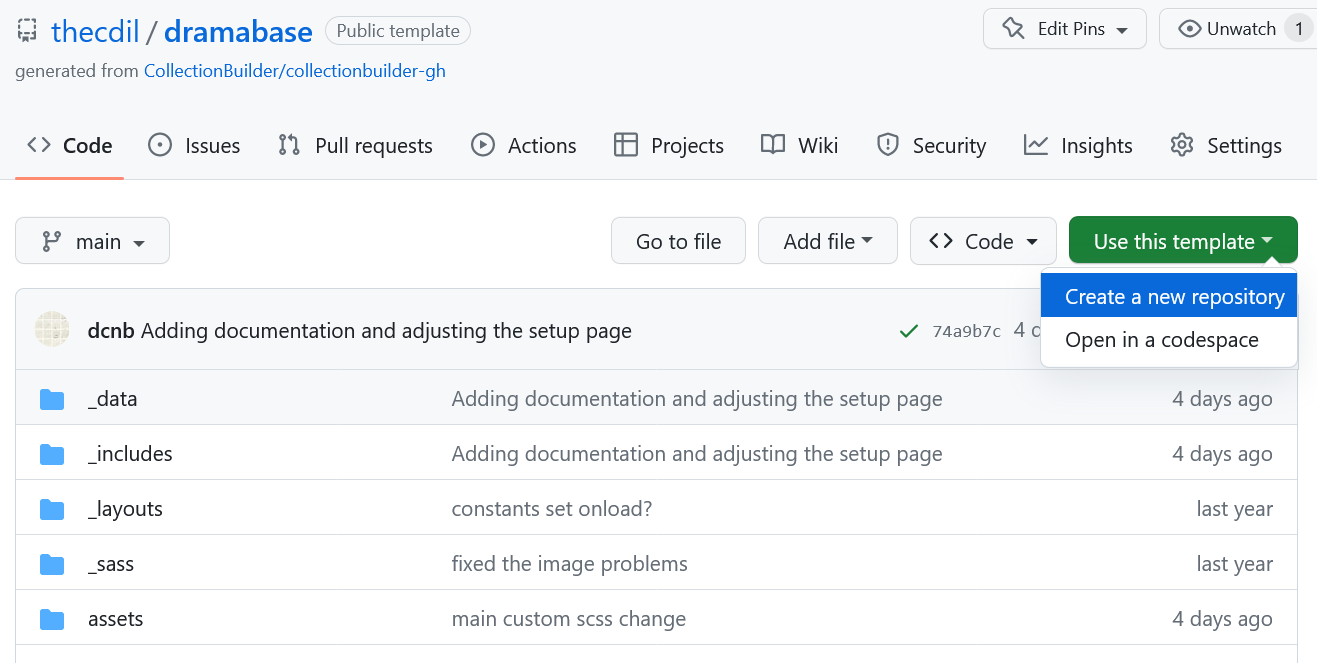 thecdil / dramabase Public template Edit Pins Unwatch 1
generated from CollectionBuilder/collectionbuilder-gh
Code Issues Pull requests Actions Projects Wiki Security Insights Settings
main Go to file Add file Code Use this template
Create a new repository
Open in a codespace
dcnb Adding documentation and adjusting the setup page 74a9b7c 4
_data Adding documentation and adjusting the setup page 4 days ago
_includes Adding documentation and adjusting the setup page 4 days ago
_layouts constants set onload? last year
_sass fixed the image problems last year
assets main custom scss change 4 days ago